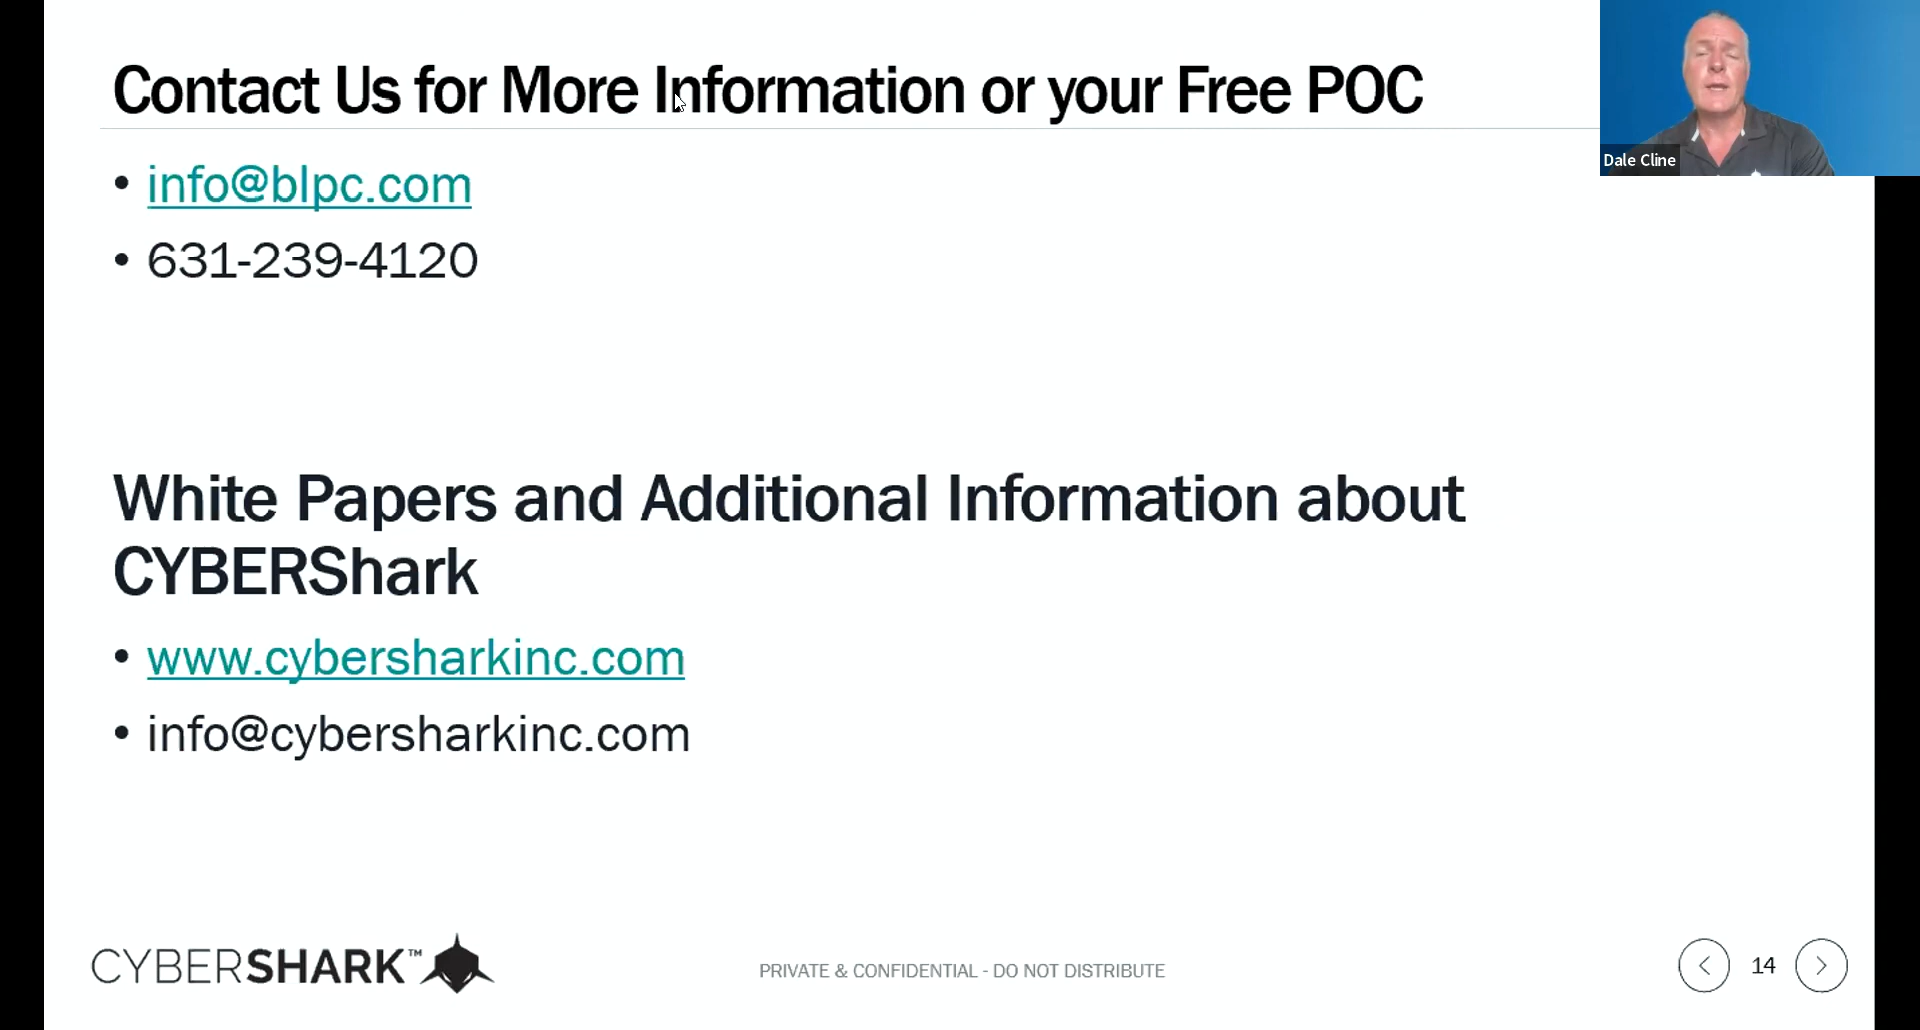 Contact Us for More Information or your Free POC
Dale Cline
• info@blpc.com
• 631-239-4120
White Papers and Additional Information about
CYBERShark
• www.cybersharkinc.com
• info@cybersharkinc.com
CYBERSHARK™
PRIVATE & CONFIDENTIAL - DO NOT DISTRIBUTE
14